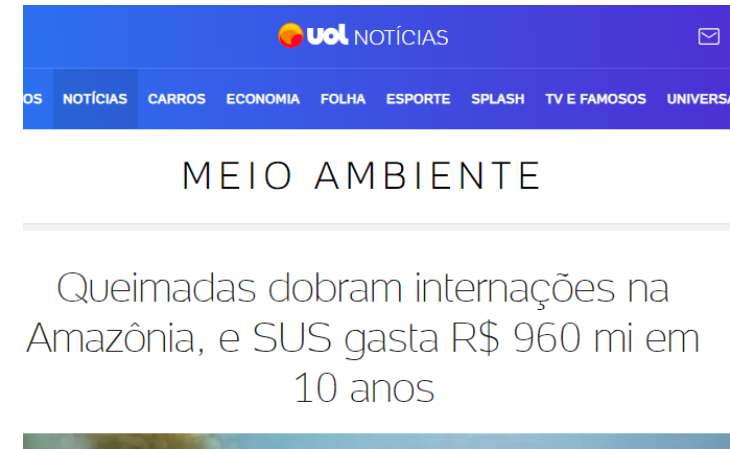 uol NOTÍCIAS
OS NOTÍCIAS CARROS ECONOMIA FOLHA ESPORTE SPLASH TV E FAMOSOS UNIVERSA
MEIO AMBIENTE
Queimadas dobram internações na
Amazônia, e SUS gasta R$ 960 mi em
10 anos